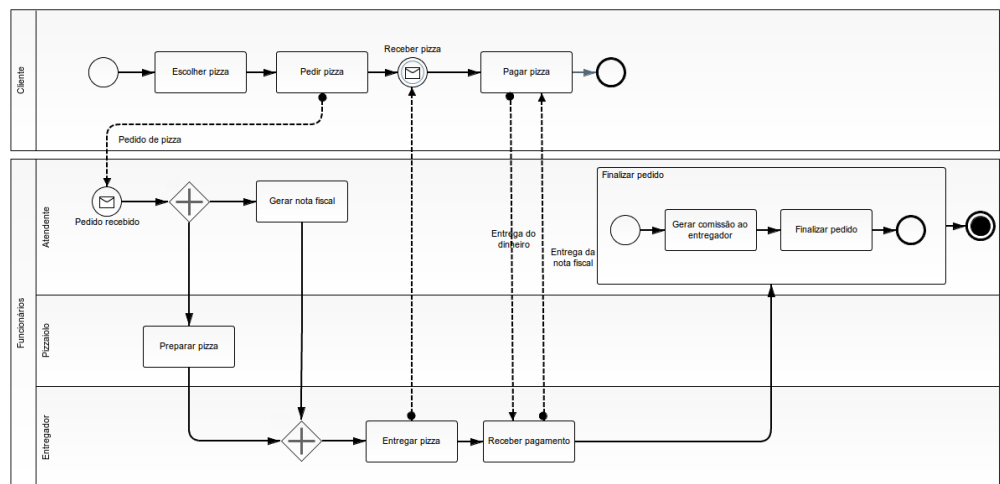 Cliente
Receber pizza
Escolher pizza
Pedir pizza
Pagar pizza
Pedido de pizza
Funcionários
Atendente
Pedido recebido
Gerar nota fiscal
Entrega do
dinheiro
Entrega da
nota fiscal
Finalizar pedido
Gerar comissão ao
entregador
Finalizar pedido
Pizzaiolo
Preparar pizza
Entregador
Entregar pizza
Receber pagamento